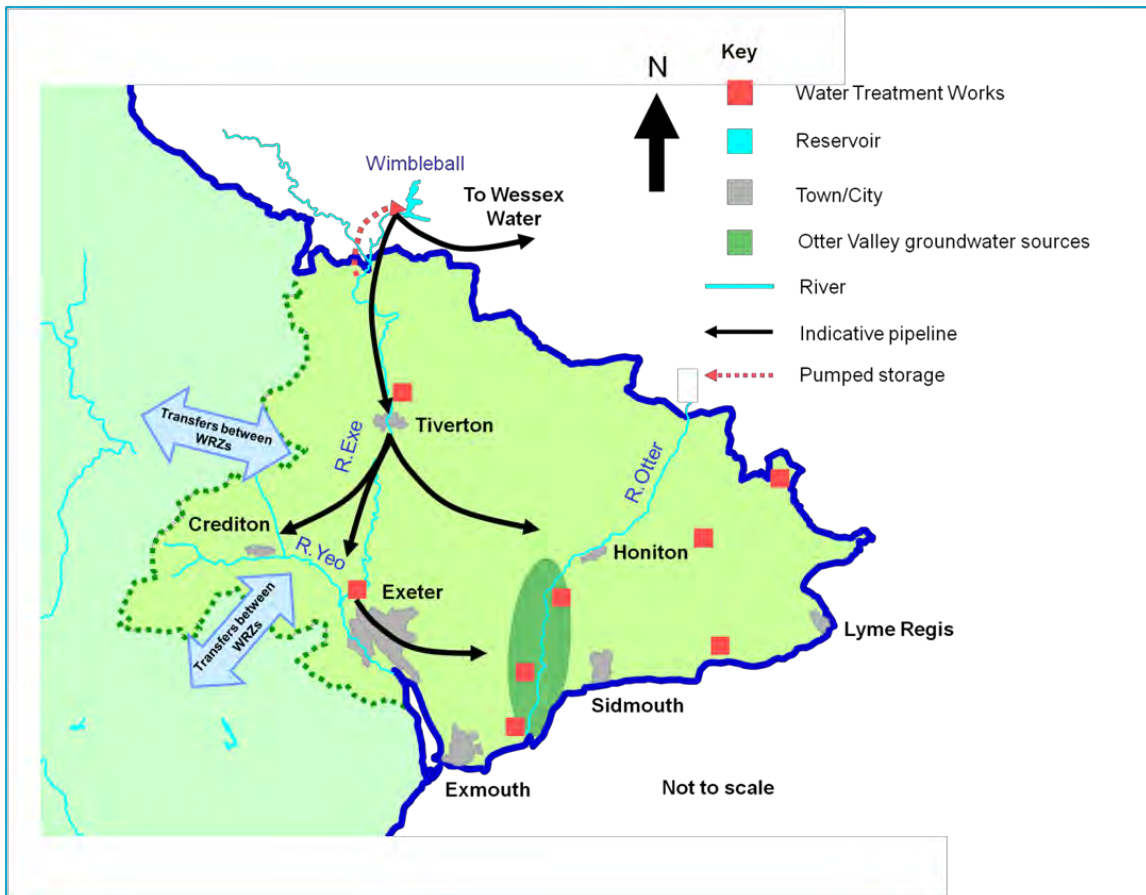 Key
N
Water Treatment Works
Reservoir
Town/City
Otter Valley groundwater sources
River
Indicative pipeline
Pumped storage
Wimbleball
To Wessex
Water
Transfers between
WRZs
Tiverton
R.Exe
R.Otter
Crediton
R.Yeo
Honiton
Exeter
Transfers between
WRZs
Lyme Regis
Sidmouth
Exmouth
Not to scale